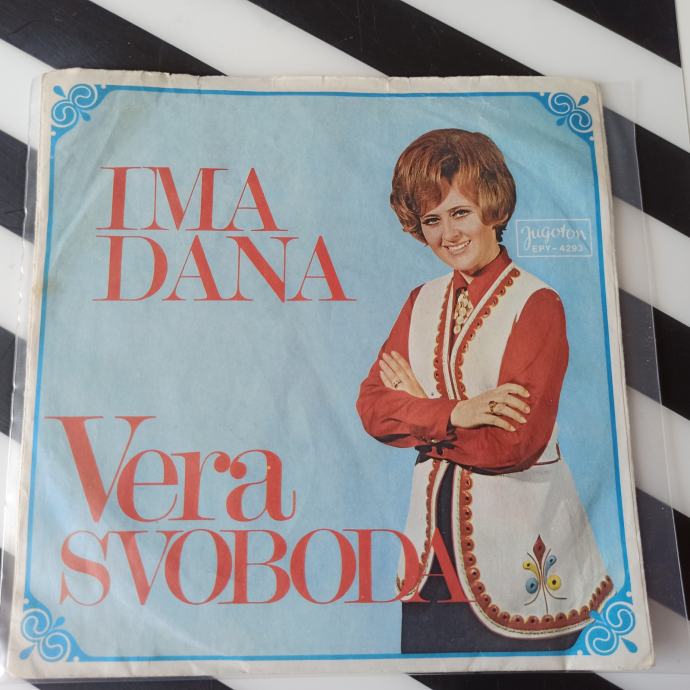 IMA
DANA
Jugoton
EPY-4293
Vera
SVOBODA